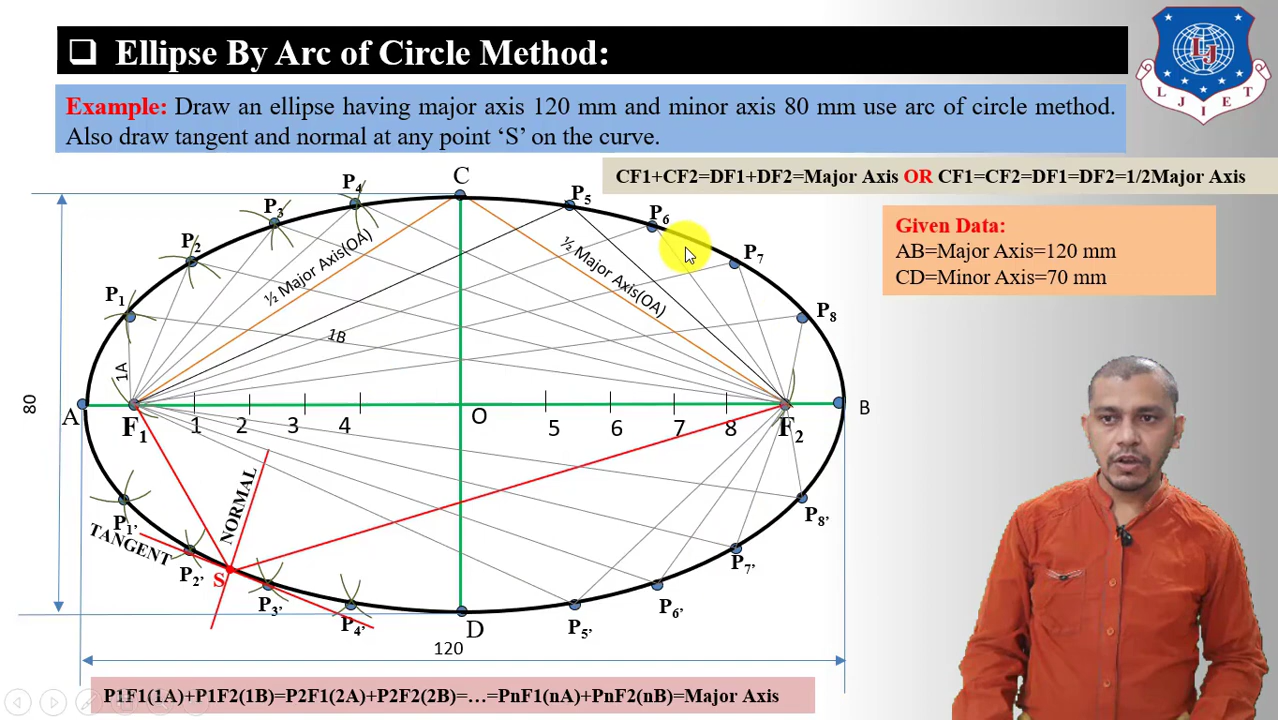 ❑ Ellipse By Arc of Circle Method:
Example: Draw an ellipse having major axis 120 mm and minor axis 80 mm use arc of circle method.
Also draw tangent and normal at any point ‘S’ on the curve.
LJIET
CF1+CF2=DF1+DF2=Major Axis OR CF1=CF2=DF1=DF2=1/2Major Axis
Given Data:
AB=Major Axis=120 mm
CD=Minor Axis=70 mm
C
P4
P5
P3
P6
P2
P7
½ Major Axis(OA)
½ Major Axis(OA)
P1
P8
1B
1A
80
A
F1
1
2
3
4
O
5
6
7
8
F2
B
NORMAL
P1’
TANGENT
P8’
P2’
S
P7’
P3’
P6’
P4’
D
P5’
120
P1F1(1A)+P1F2(1B)=P2F1(2A)+P2F2(2B)=…=PnF1(nA)+PnF2(nB)=Major Axis